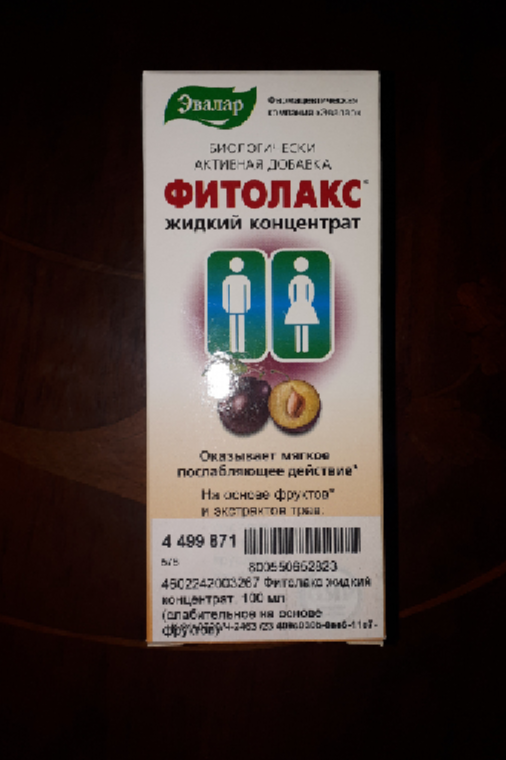 Эвалар
Фармацевтическая
компания «Эвалар»
БИОЛОГИЧЕСКИ
АКТИВНАЯ ДОБАВКА
ФИТОЛАКС*
ЖИДКИЙ КОНЦЕНТРАТ
Оказывает мягкое
послабляющее действие*
На основе фруктов*
и экстрактов трав.
4 499 871
800550652823
4602242003267 Фитолакс жидкий
концентрат, 100 мл
(слабительное на основе
фруктов)